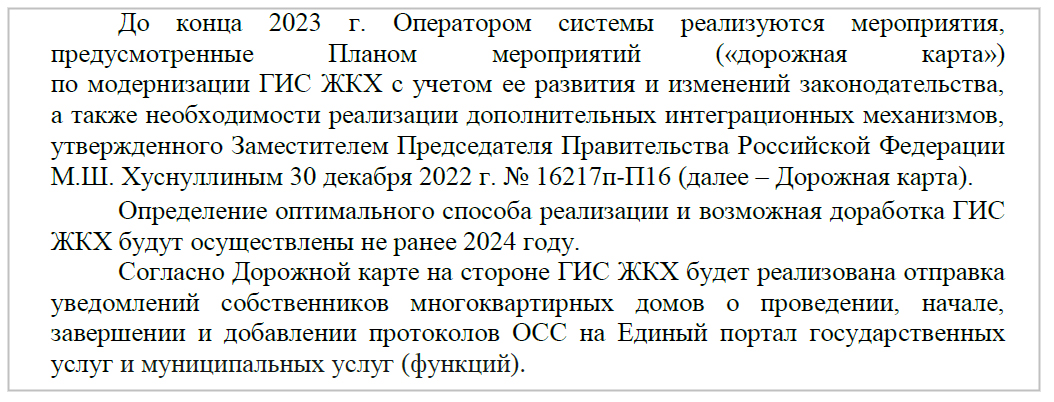 До конца 2023 г. Оператором системы реализуются мероприятия,
предусмотренные Планом мероприятий («дорожная карта»)
по модернизации ГИС ЖКХ с учетом ее развития и изменений законодательства,
а также необходимости реализации дополнительных интеграционных механизмов,
утвержденного Заместителем Председателя Правительства Российской Федерации
М.Ш. Хуснуллиным 30 декабря 2022 г. № 16217п-П16 (далее – Дорожная карта).
Определение оптимального способа реализации и возможная доработка ГИС
ЖКХ будут осуществлены не ранее 2024 году.
Согласно Дорожной карте на стороне ГИС ЖКХ будет реализована отправка
уведомлений собственников многоквартирных домов о проведении, начале,
завершении и добавлении протоколов ОСС на Единый портал государственных
услуг и муниципальных услуг (функций).